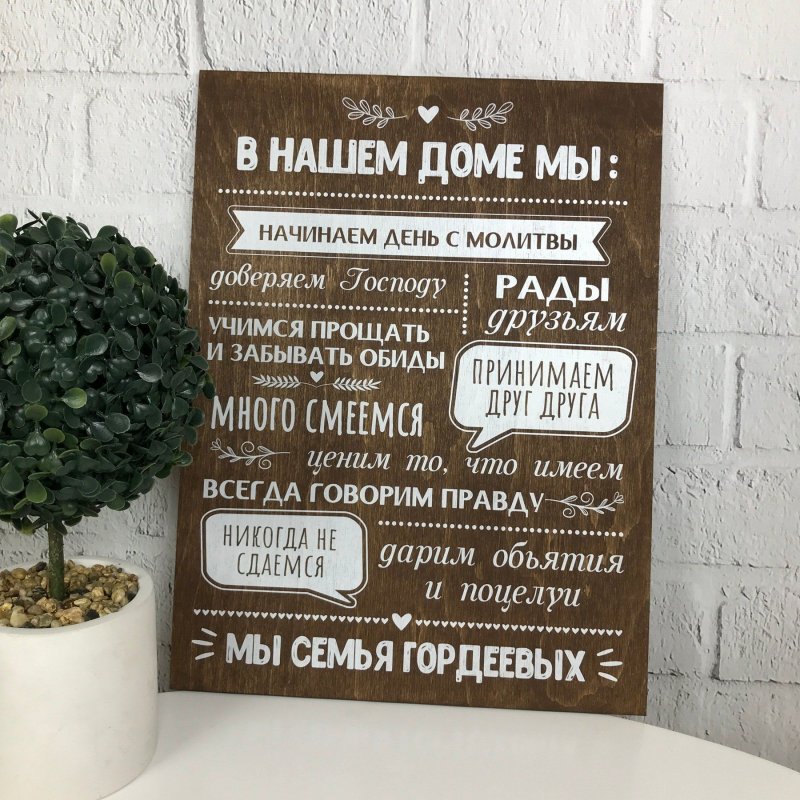 В НАШЕМ ДОМЕ МЫ:
НАЧИНАЕМ ДЕНЬ С МОЛИТВЫ
доверяем Господу
РАДЫ
друзьям
УЧИМСЯ ПРОЩАТЬ
И ЗАБЫВАТЬ ОБИДЫ
ПРИНИМАЕМ
ДРУГ ДРУГА
МНОГО СМЕЕМСЯ
ценим то, что имеем
ВСЕГДА ГОВОРИМ ПРАВДУ
НИКОГДА НЕ
СДАЕМСЯ
дарим объятия
и поцелуи
МЫ СЕМЬЯ ГОРДЕЕВЫХ